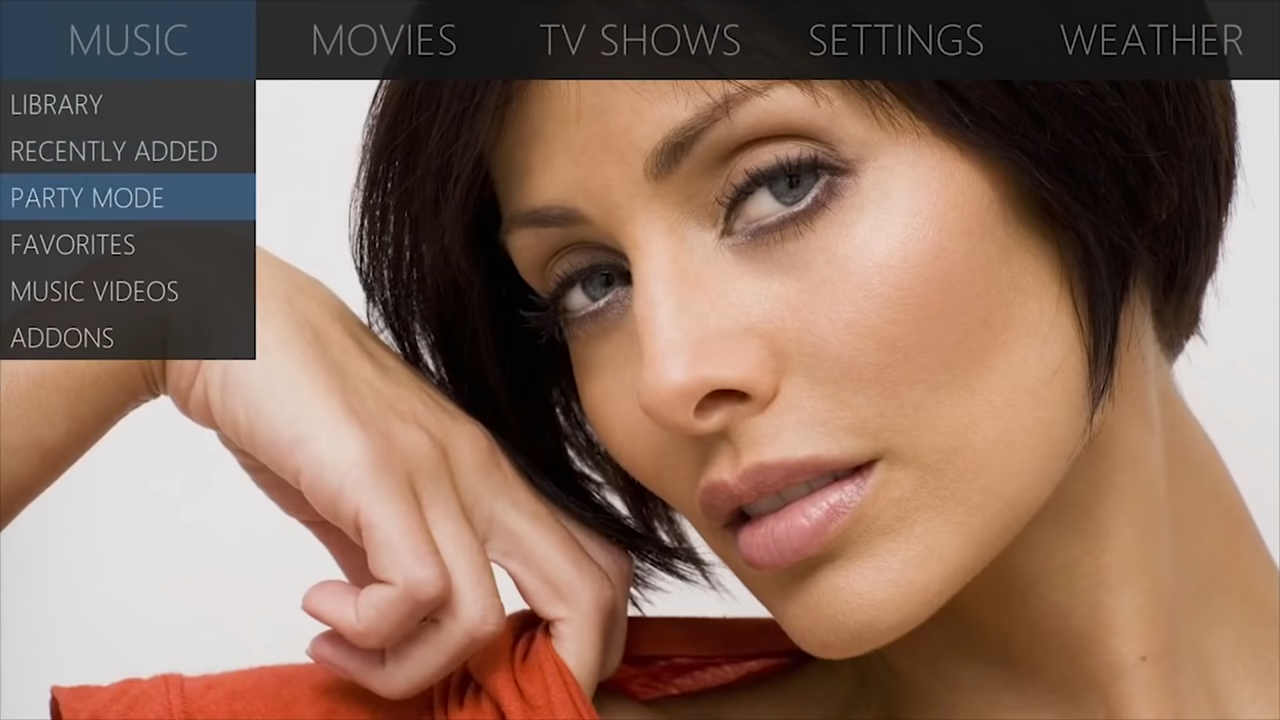 MUSIC MOVIES TV SHOWS SETTINGS WEATHER
LIBRARY
RECENTLY ADDED
PARTY MODE
FAVORITES
MUSIC VIDEOS
ADDONS